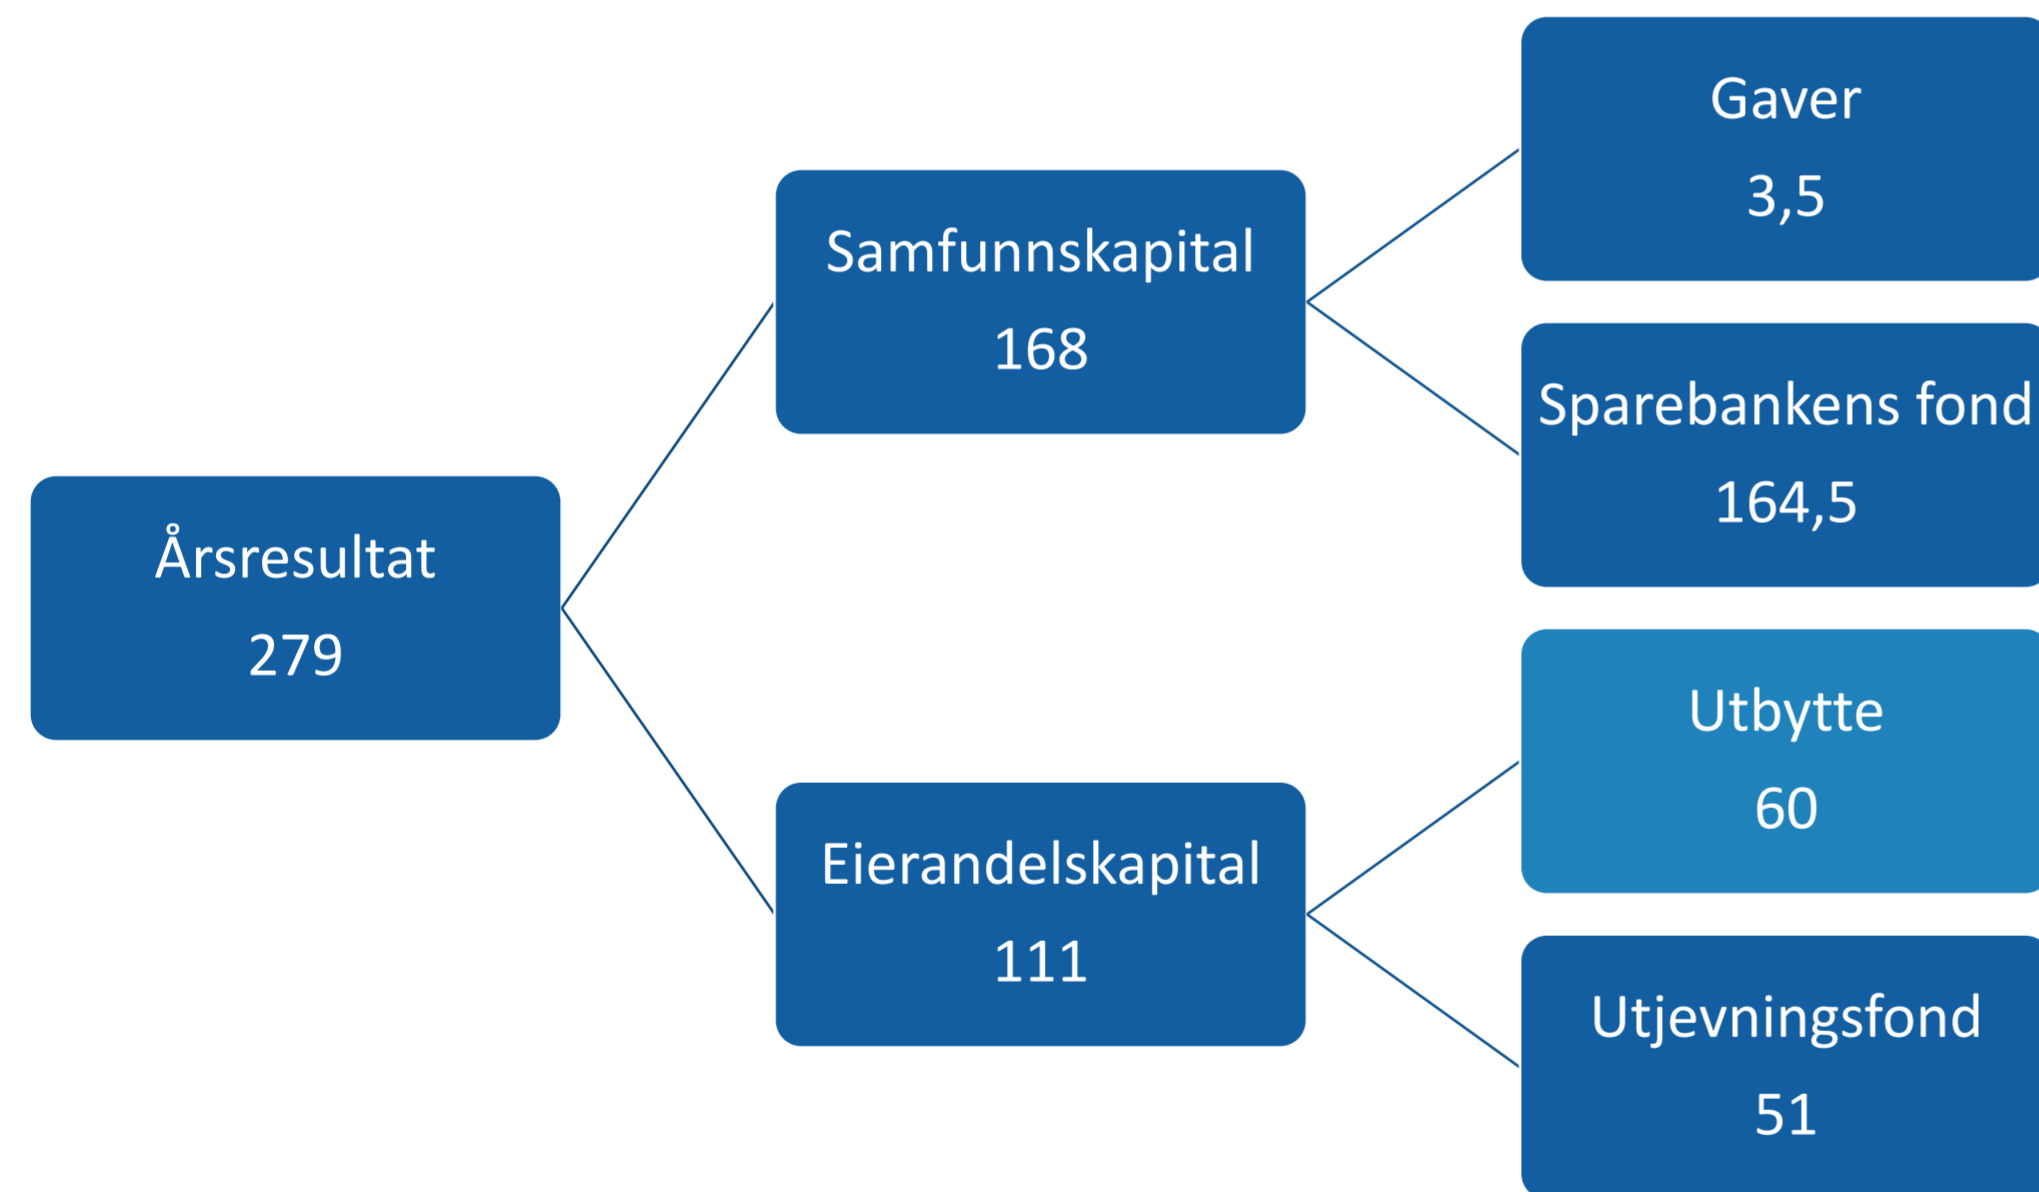 Årsresultat
279
Samfunnskapital
168
Eierandelskapital
111
Gaver
3,5
Sparebankens fond
164,5
Utbytte
60
Utjevningsfond
51